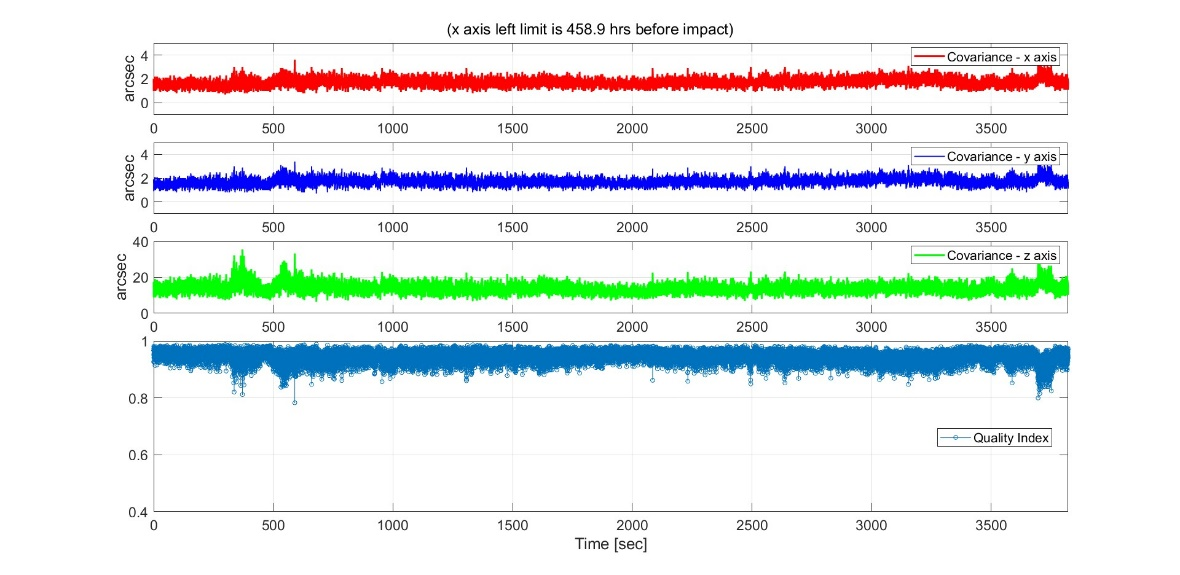 (x axis left limit is 458.9 hrs before impact)
4
2
0
arcsec
Covariance - x axis
0 500 1000 1500 2000 2500 3000 3500
4
2
0
arcsec
Covariance - y axis
0 500 1000 1500 2000 2500 3000 3500
40
20
0
arcsec
Covariance - z axis
0 500 1000 1500 2000 2500 3000 3500
1
0.8
0.6
0.4
Quality Index
0 500 1000 1500 2000 2500 3000 3500
Time [sec]